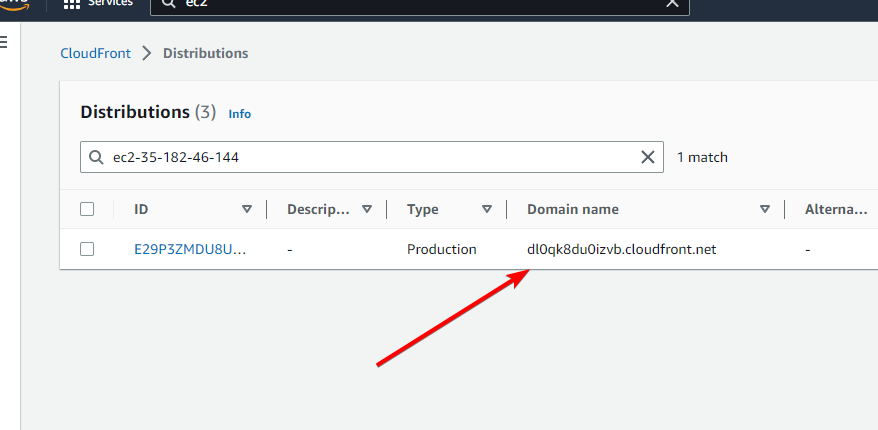 Services
ec2
CloudFront
Distributions
Distributions (3) Info
ec2-35-182-46-144
1 match
ID Descrip... Type Domain name Alterna...
E29P3ZMDU8U... - Production dl0qk8du0izvb.cloudfront.net -